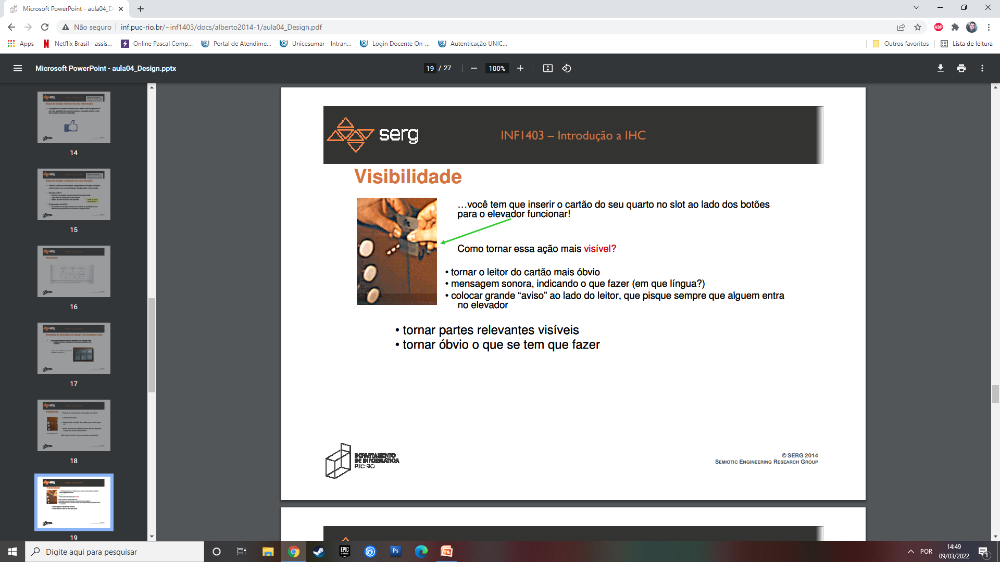 Microsoft PowerPoint - aula04_D
Não seguro
inf.puc-rio.br/~inf1403/docs/alberto2014-1/aula04_Design.pdf
ABP
Apps
Netflix Brasil - assis...
Online Pascal Comp...
Portal de Atendime...
Unicesumar - Intran...
Login Docente On-...
Autenticação UNIC...
Outros favoritos
Lista de leitura
Microsoft PowerPoint - aula04_Design.pptx
19 / 27
100%
14
15
16
17
18
19
serg
INF1403 – Introdução a IHC
Visibilidade
…você tem que inserir o cartão do seu quarto no slot ao lado dos botões
para o elevador funcionar!
Como tornar essa ação mais visível?
• tornar o leitor do cartão mais óbvio
• mensagem sonora, indicando o que fazer (em que língua?)
• colocar grande “aviso” ao lado do leitor, que pisque sempre que alguem entra
no elevador
• tornar partes relevantes visíveis
• tornar óbvio o que se tem que fazer
DEPARTAMENTO
DE INFORMÁTICA
PUC-RIO
© SERG 2014
SEMIOTIC ENGINEERING RESEARCH GROUP
Digite aqui para pesquisar
EPIC
GAMES
Ps
POR
14:49
09/03/2022
1